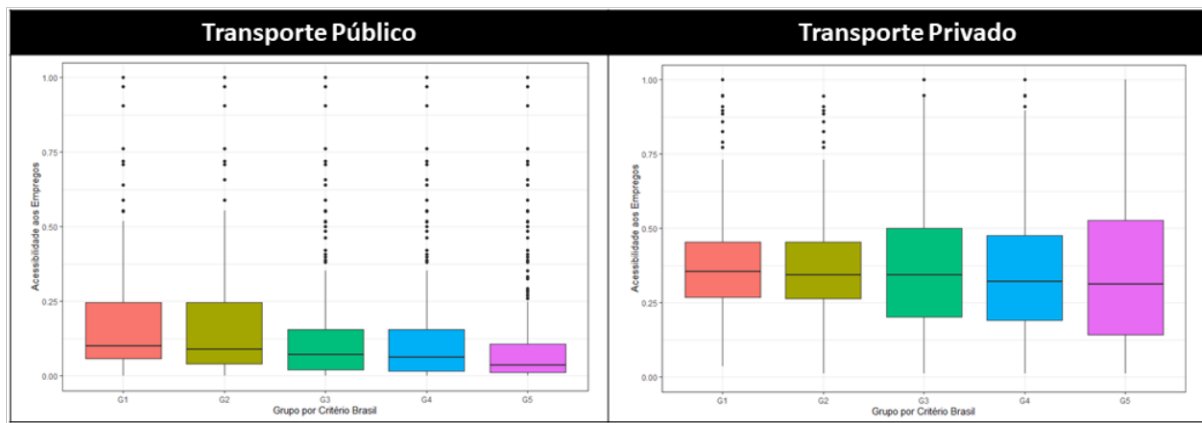 Transporte Público
Transporte Privado
Acessibilidade aos Empregos
1.00
0.75
0.50
0.25
0.00
G1 G2 G3 G4 G5
Grupo por Critério Brasil
Acessibilidade aos Empregos
1.00
0.75
0.50
0.25
0.00
G1 G2 G3 G4 G5
Grupo por Critério Brasil